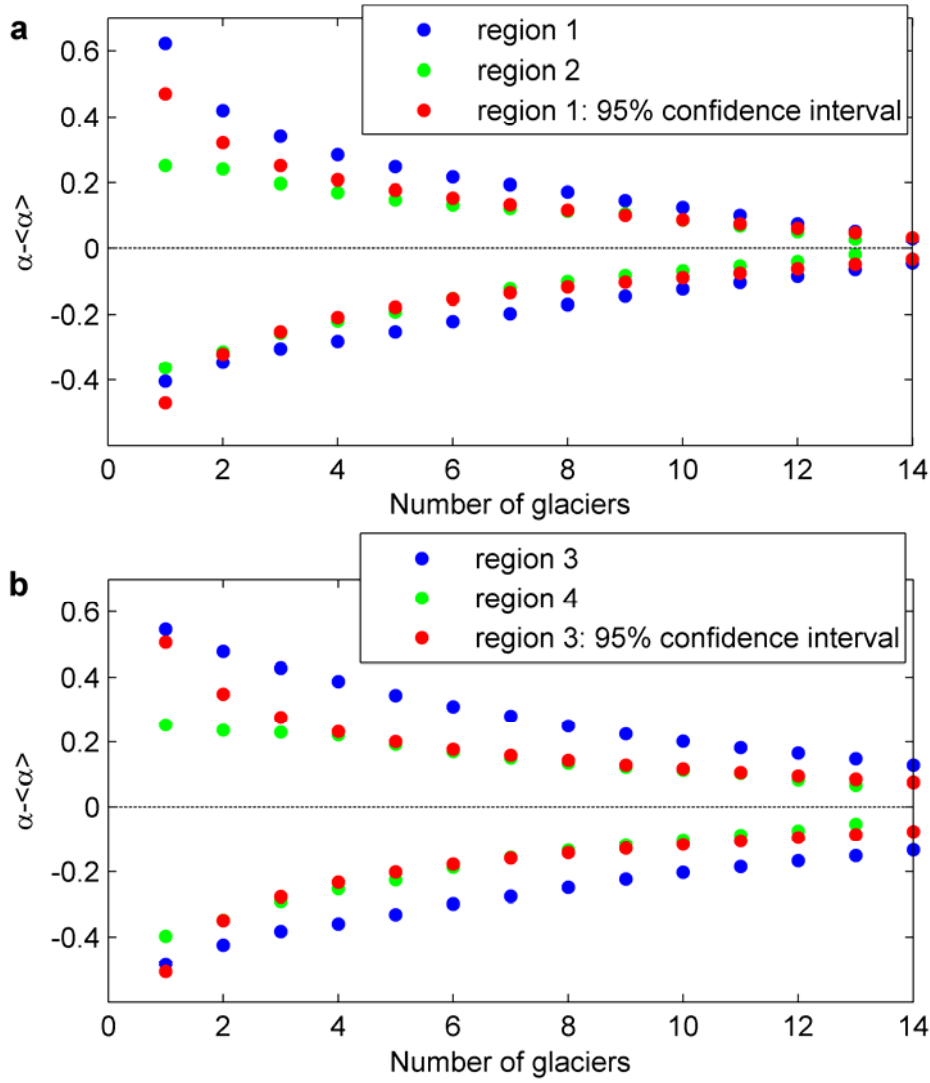 a
region 1
region 2
region 1: 95% confidence interval
0.6
0.4
0.2
0
-0.2
-0.4
α-<α>
0 2 4 6 8 10 12 14
Number of glaciers
b
region 3
region 4
region 3: 95% confidence interval
0.6
0.4
0.2
0
-0.2
-0.4
α-<α>
0 2 4 6 8 10 12 14
Number of glaciers